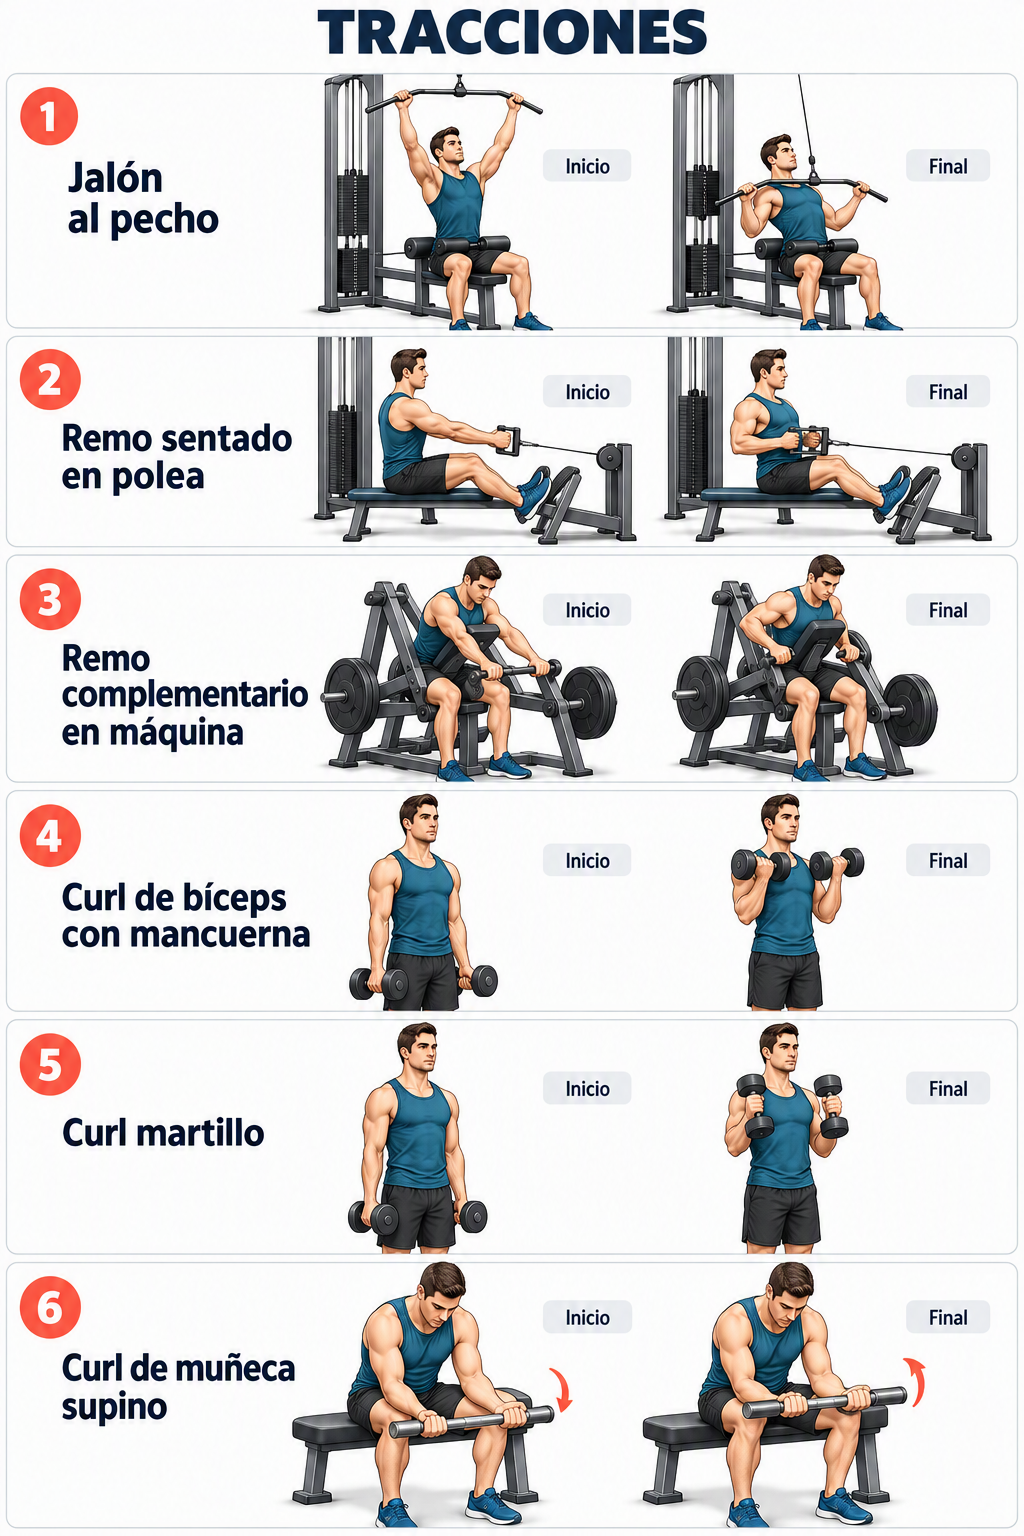 TRACCIONES
1
Jalón
al pecho
Inicio
Final
2
Remo sentado
en polea
Inicio
Final
3
Remo
complementario
en máquina
Inicio
Final
4
Curl de bíceps
con mancuerna
Inicio
Final
5
Curl martillo
Inicio
Final
6
Curl de muñeca
supino
Inicio
Final